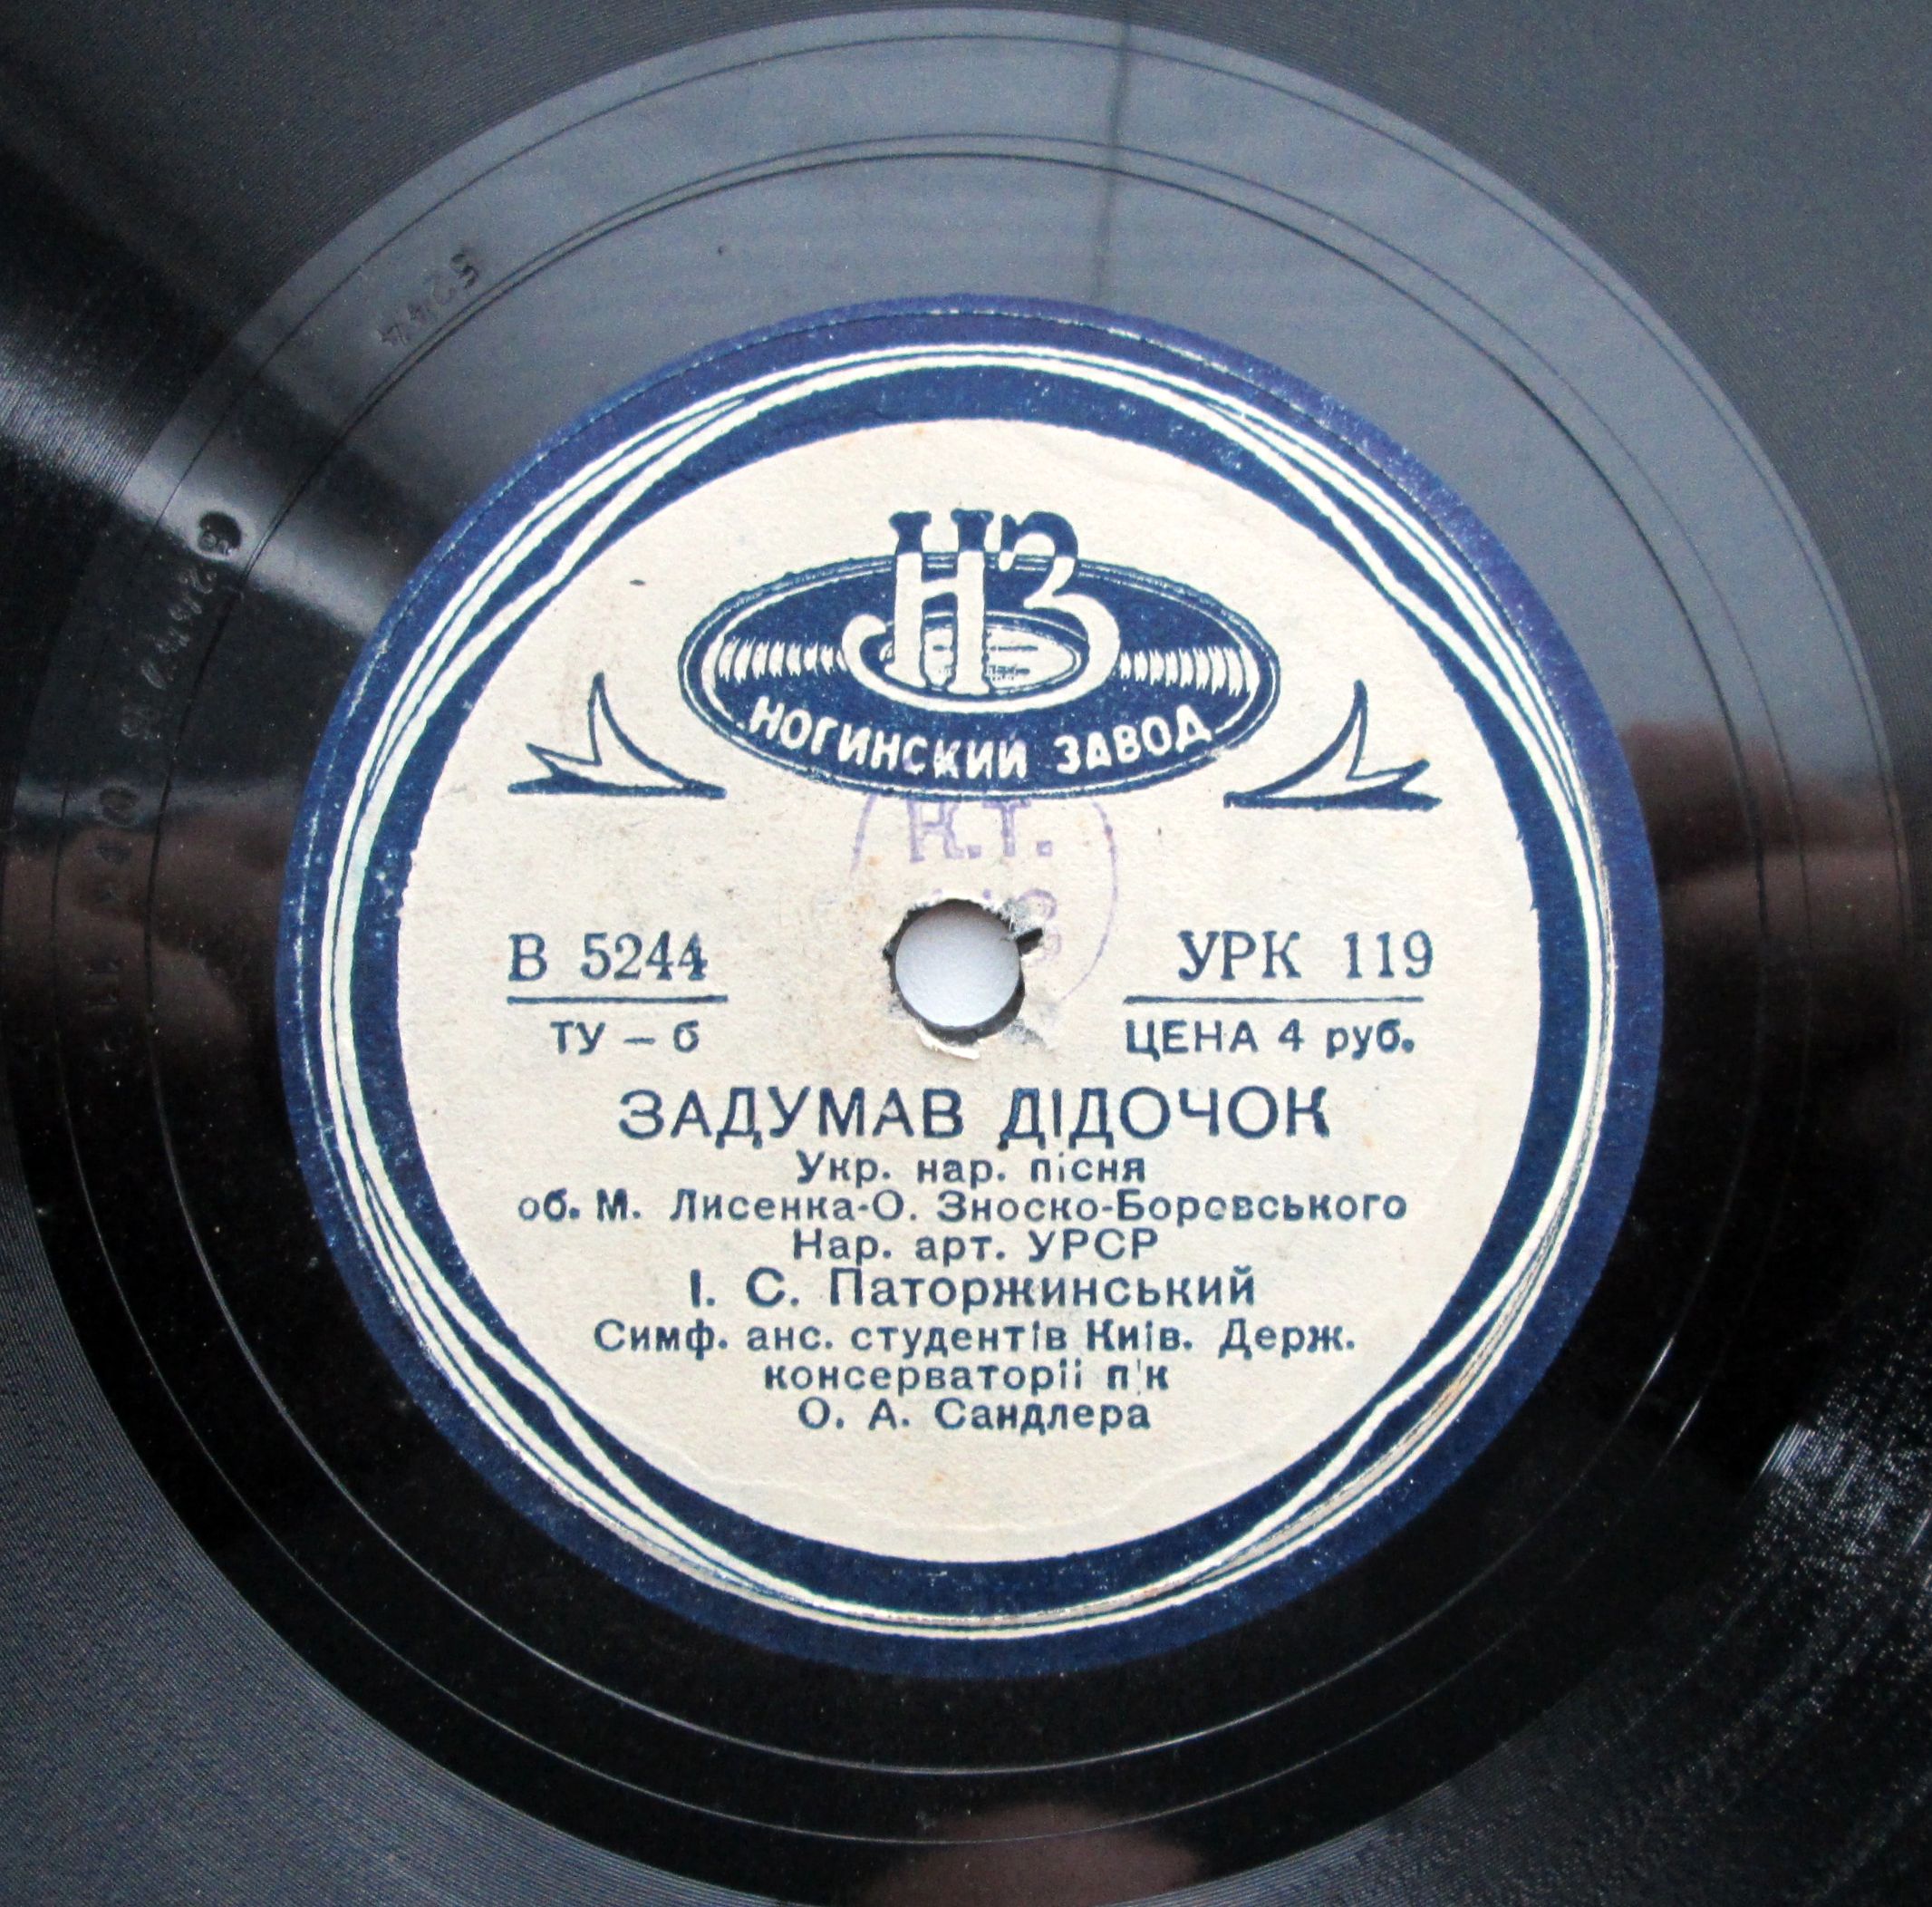 НЗ
НОГИНСКИЙ ЗАВОД
К.Т.
В 5244
УРК 119
ТУ – б
ЦЕНА 4 руб.
ЗАДУМАВ ДІДОЧОК
Укр. нар. пісня
об. М. Лисенка-О. Зноско-Боровського
Нар. арт. УРСР
І. С. Паторжинський
Симф. анс. студентів Київ. Держ.
консерваторії п'к
О. А. Сандлера